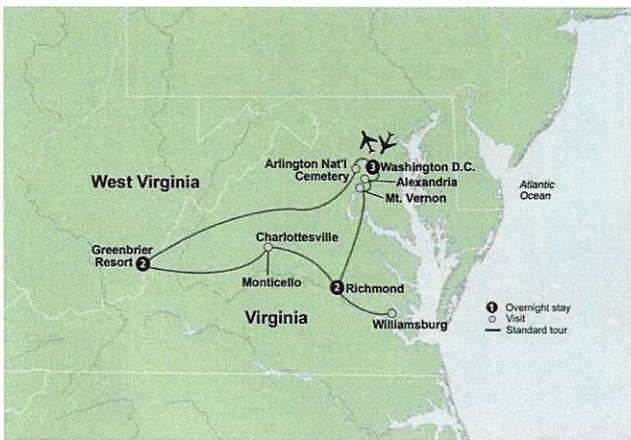 Arlington Nat'l
Cemetery
3
Washington D.C.
Alexandria
Mt. Vernon
West Virginia
Atlantic
Ocean
Charlottesville
Greenbrier
Resort
2
Monticello
2
Richmond
Virginia
Williamsburg
1 Overnight stay
Visit
Standard tour